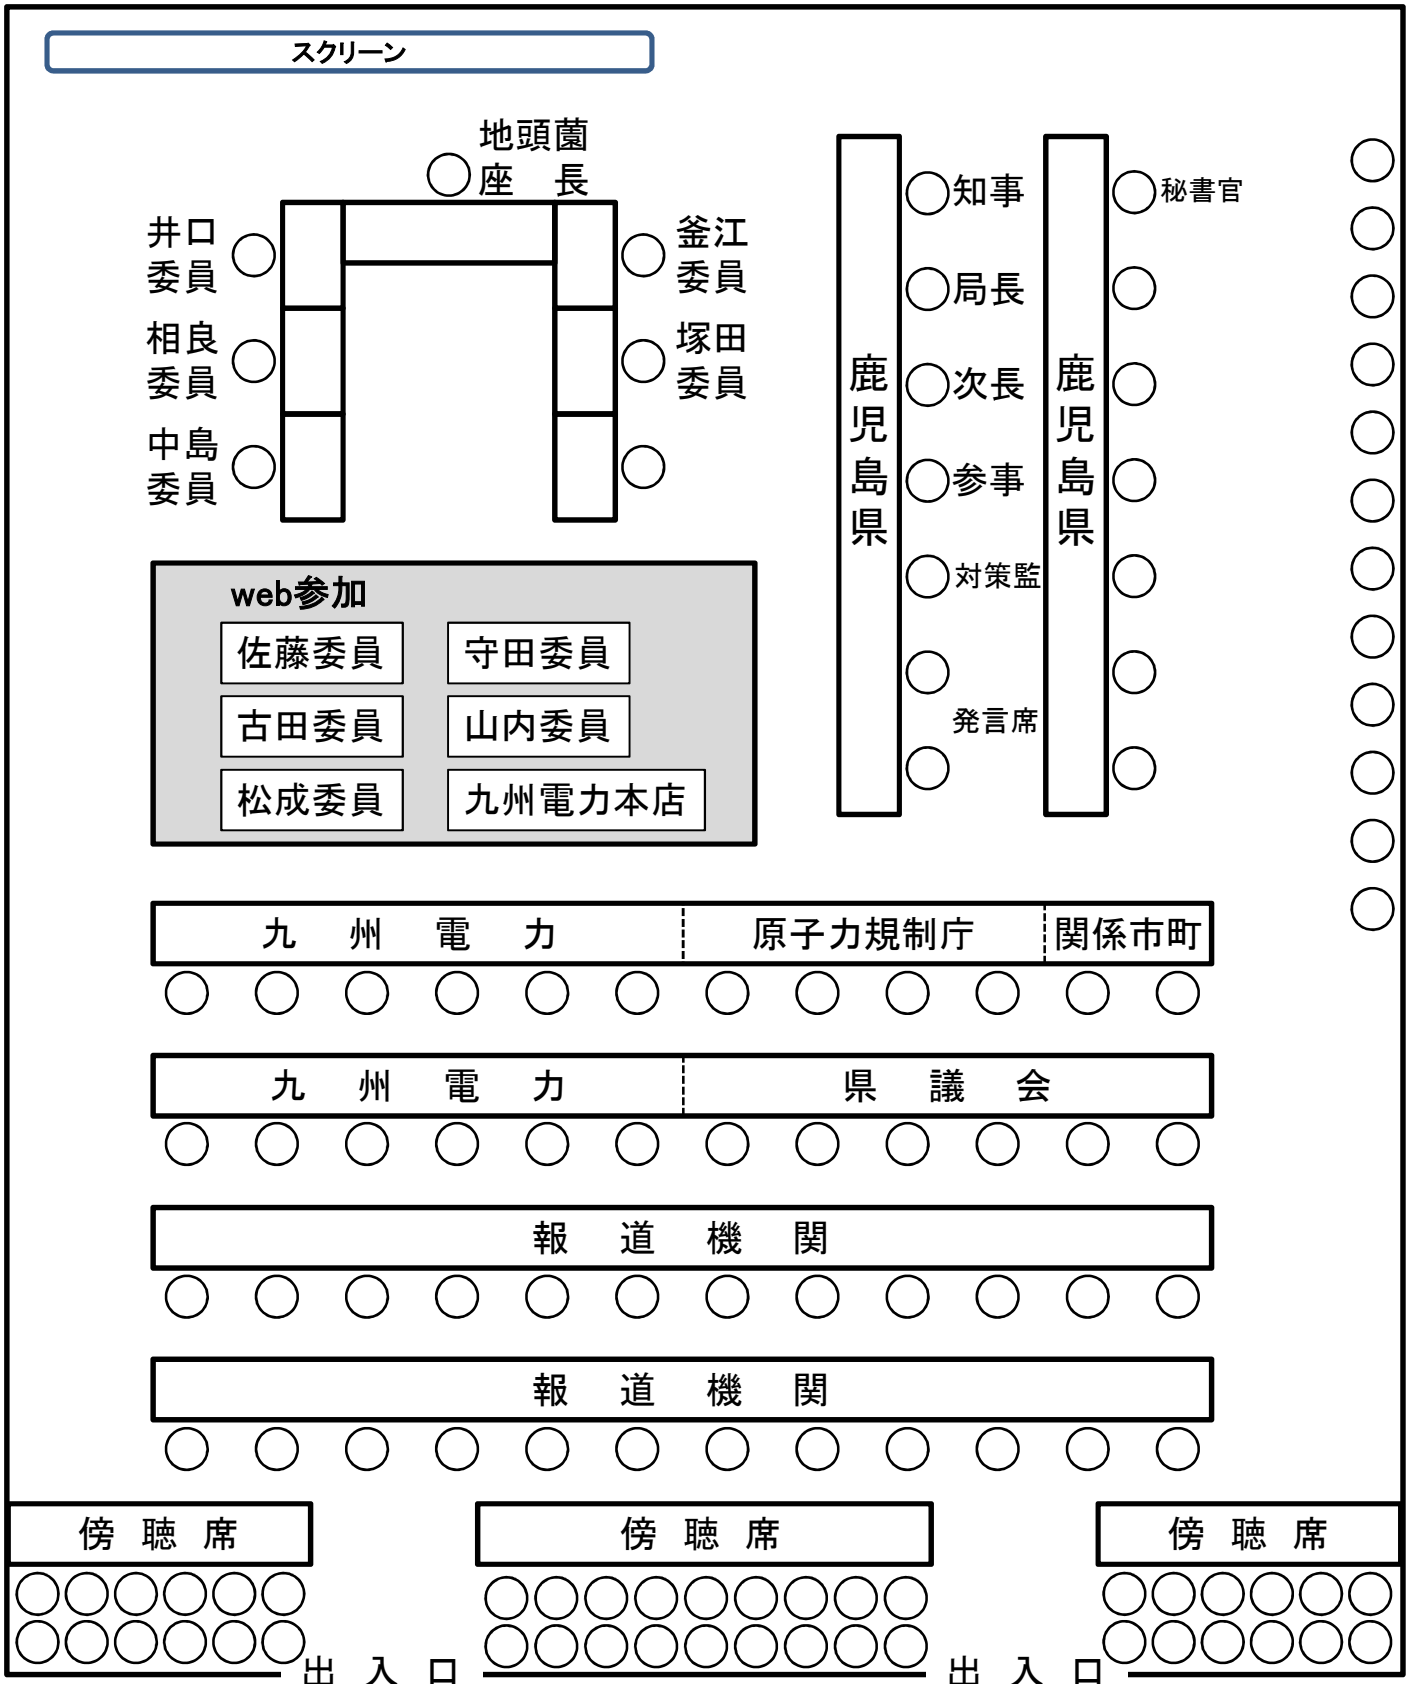 スクリーン
地頭薗
座　長
井口
委員
釜江
委員
相良
委員
塚田
委員
中島
委員
鹿児島県
知事
局長
次長
参事
対策監
発言席
鹿児島県
秘書官
web参加
佐藤委員
守田委員
古田委員
山内委員
松成委員
九州電力本店
九　州　電　力
原子力規制庁
関係市町
九　州　電　力
県　議　会
報　道　機　関
報　道　機　関
傍　聴　席
傍　聴　席
傍　聴　席
出　入　口
出　入　口